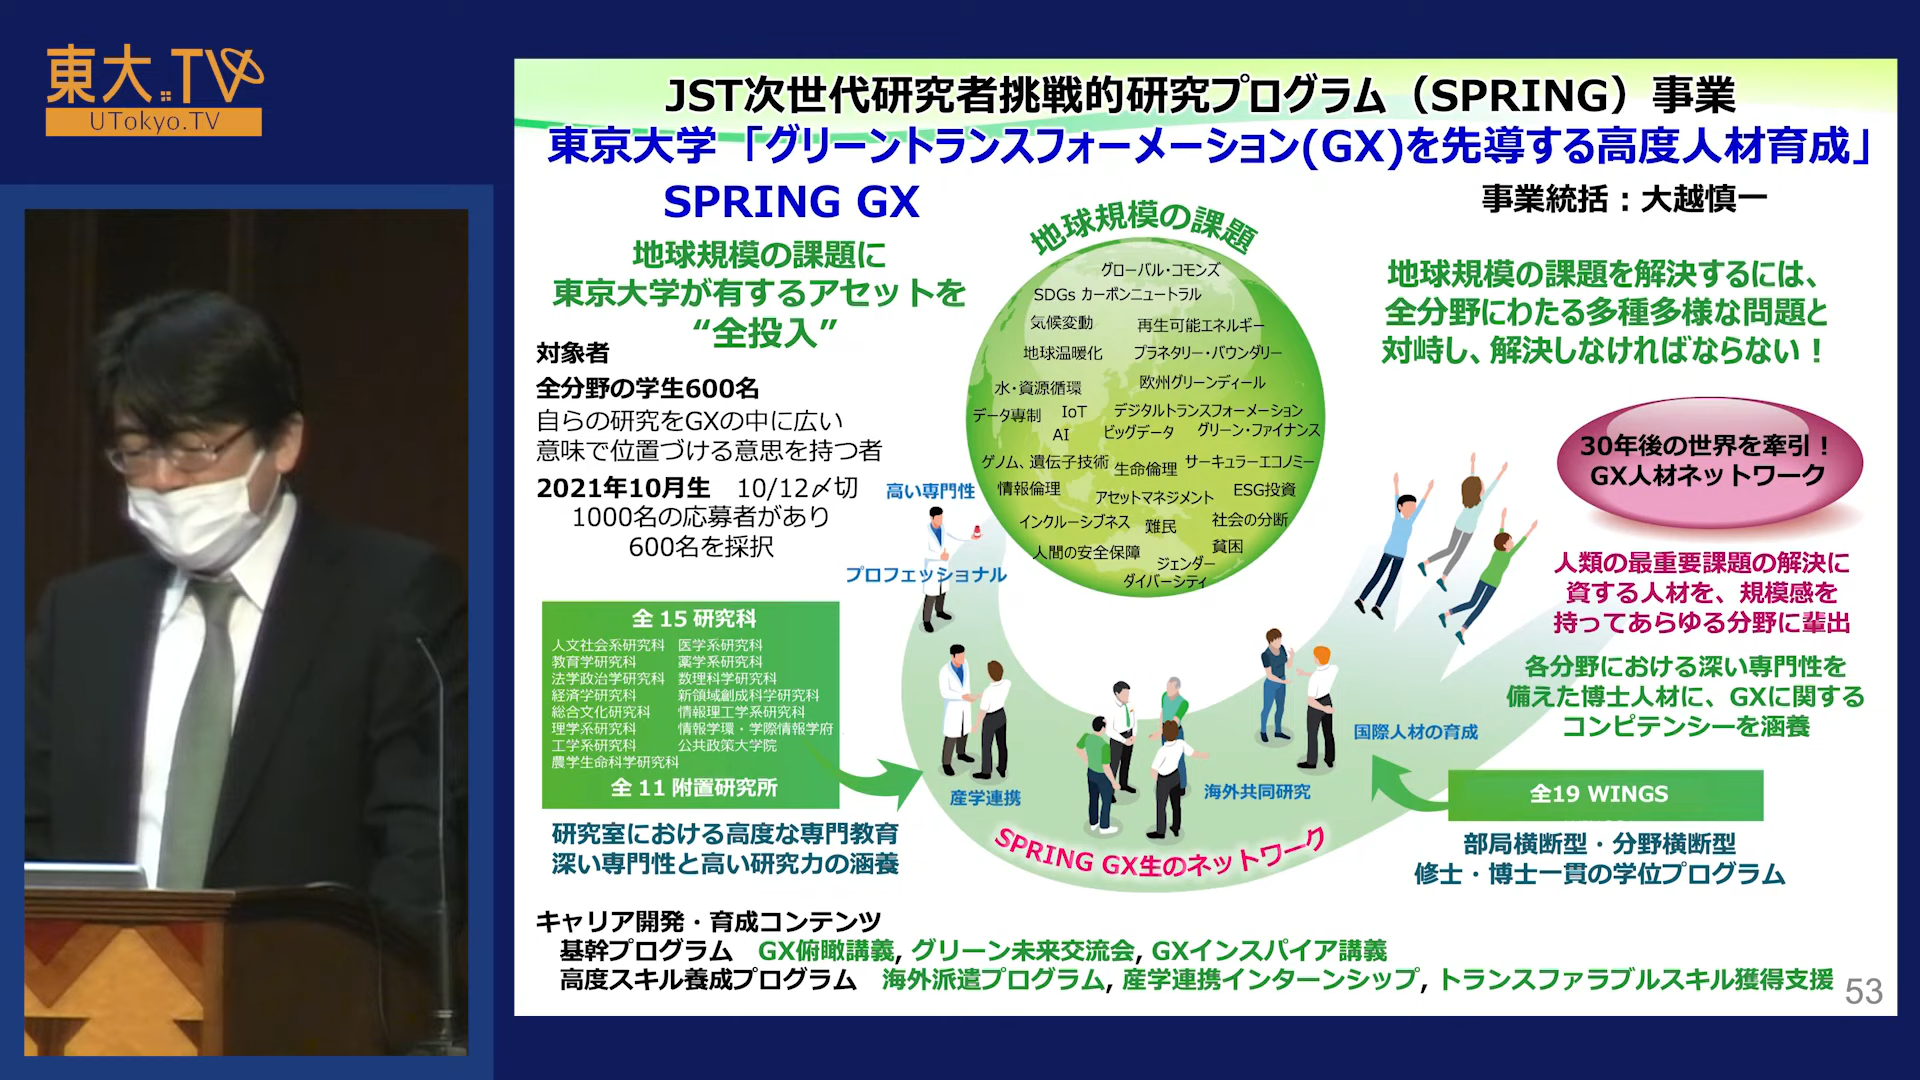 東大.TV
UTokyo.TV
JST次世代研究者挑戦的研究プログラム（SPRING）事業
東京大学「グリーントランスフォーメーション(GX)を先導する高度人材育成」
SPRING GX
事業統括：大越慎一
地球規模の課題に
東京大学が有するアセットを
“全投入”
対象者
全分野の学生600名
自らの研究をGXの中に広い
意味で位置づける意思を持つ者
2021年10月生 10/12〆切
1000名の応募者があり
600名を採択
地球規模の課題
グローバル・コモンズ
SDGs カーボンニュートラル
気候変動 再生可能エネルギー
地球温暖化 プラネタリー・バウンダリー
水・資源循環 欧州グリーンディール
データ専制 IoT デジタルトランスフォーメーション
AI ビッグデータ グリーン・ファイナンス
ゲノム、遺伝子技術 生命倫理 サーキュラーエコノミー
情報倫理 アセットマネジメント ESG投資
インクルーシブネス 難民 社会の分断
人間の安全保障 貧困
ジェンダー
ダイバーシティ
地球規模の課題を解決するには、
全分野にわたる多種多様な問題と
対峙し、解決しなければならない！
30年後の世界を牽引！
GX人材ネットワーク
人類の最重要課題の解決に
資する人材を、規模感を
持ってあらゆる分野に輩出
各分野における深い専門性を
備えた博士人材に、GXに関する
コンピテンシーを涵養
高い専門性
プロフェッショナル
産学連携
海外共同研究
国際人材の育成
SPRING GX生のネットワーク
全 15 研究科
人文社会系研究科 医学系研究科
教育学研究科 薬学系研究科
法学政治学研究科 数理科学研究科
経済学研究科 新領域創成科学研究科
総合文化研究科 情報理工学系研究科
理学系研究科 情報学環・学際情報学府
工学系研究科 公共政策大学院
農学生命科学研究科
全 11 附置研究所
研究室における高度な専門教育
深い専門性と高い研究力の涵養
全19 WINGS
部局横断型・分野横断型
修士・博士一貫の学位プログラム
キャリア開発・育成コンテンツ
基幹プログラム GX俯瞰講義, グリーン未来交流会, GXインスパイア講義
高度スキル養成プログラム 海外派遣プログラム, 産学連携インターンシップ, トランスファラブルスキル獲得支援
53